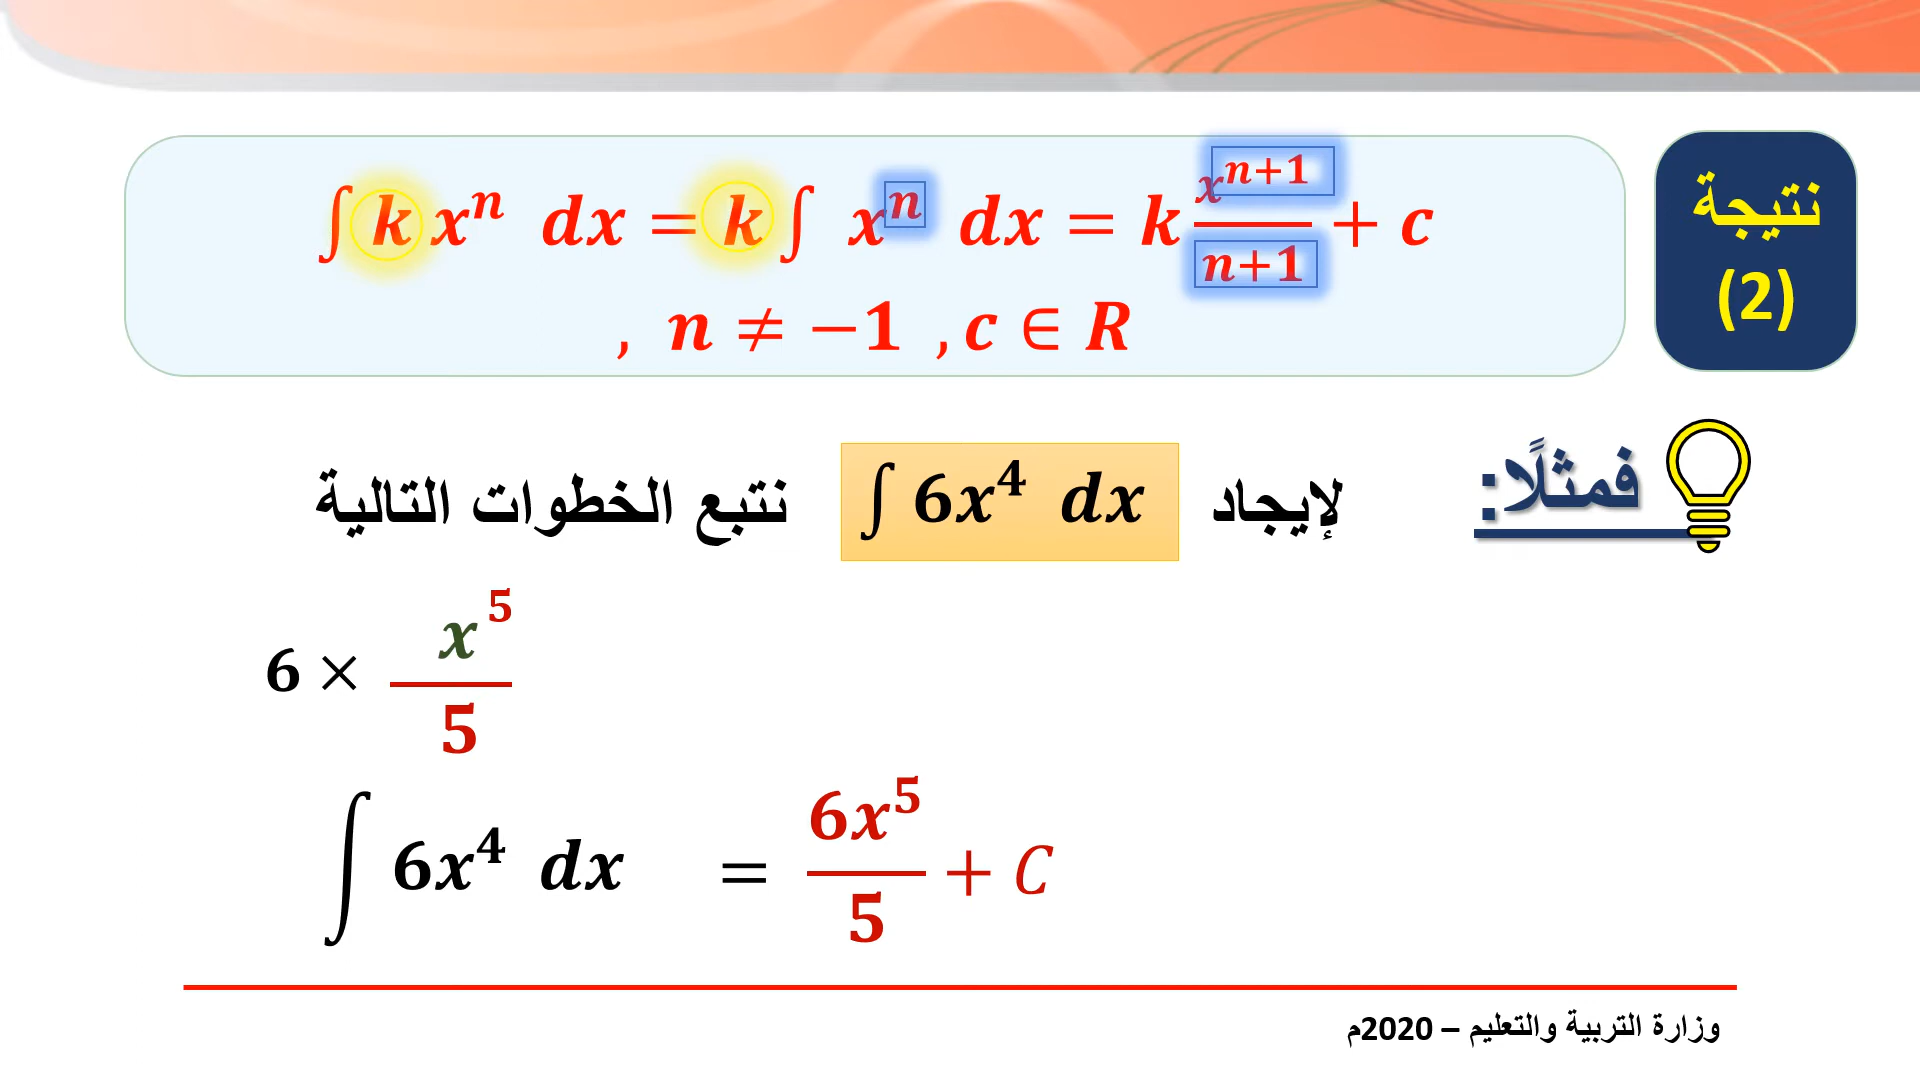 نتيجة
(2)
∫ k xⁿ dx = k ∫ xⁿ dx = k xⁿ⁺¹/n+1 + c
, n ≠ −1 , c ∈ R
فمثلًا:
لإيجاد ∫ 6x⁴ dx نتبع الخطوات التالية
6 × x⁵/5
∫ 6x⁴ dx = 6x⁵/5 + C
وزارة التربية والتعليم – 2020م